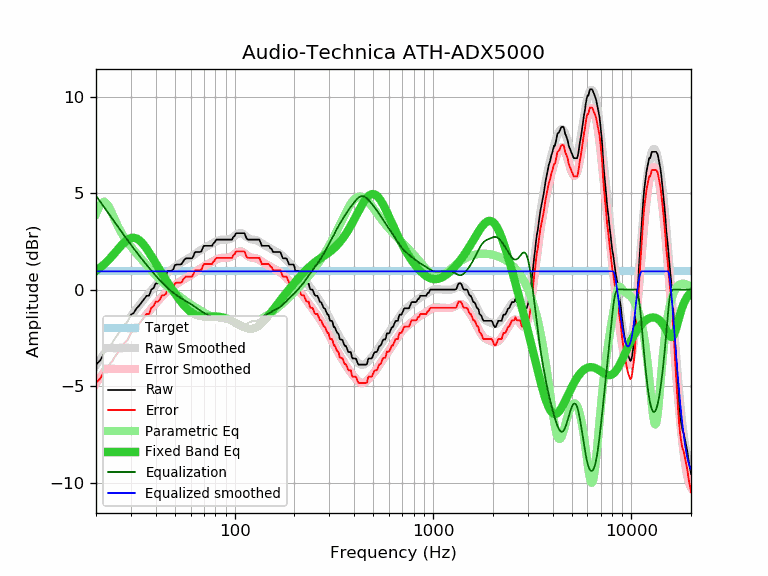 Audio-Technica ATH-ADX5000
Amplitude (dBr)
10
5
0
−5
−10
Target
Raw Smoothed
Error Smoothed
Raw
Error
Parametric Eq
Fixed Band Eq
Equalization
Equalized smoothed
100
1000
10000
Frequency (Hz)